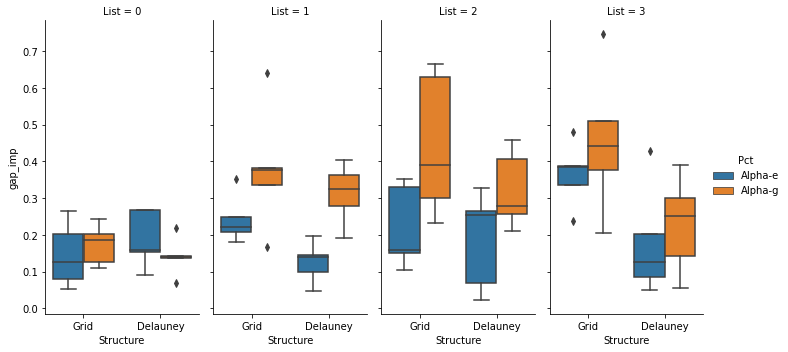 List = 0
List = 1
List = 2
List = 3
gap_imp
0.7
0.6
0.5
0.4
0.3
0.2
0.1
0.0
Grid
Delauney
Grid
Delauney
Grid
Delauney
Grid
Delauney
Structure
Structure
Structure
Structure
Pct
Alpha-e
Alpha-g